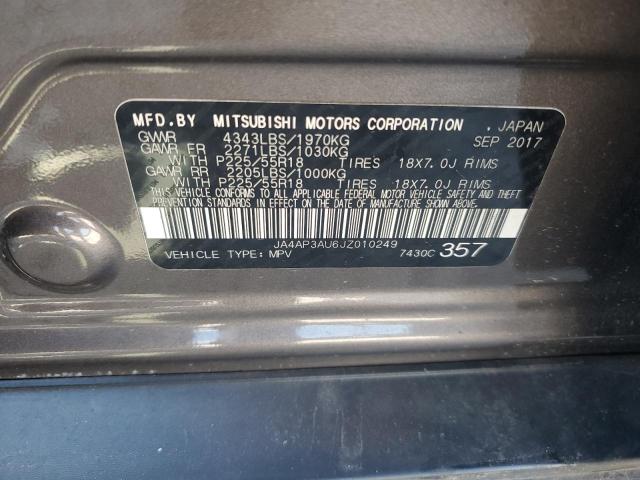 MFD.BY MITSUBISHI MOTORS CORPORATION . JAPAN
GVWR 4343LBS/1970KG SEP 2017
GAWR FR 2271LBS/1030KG
WITH P225/55R18 TIRES 18X7.0J RIMS
GAWR RR 2205LBS/1000KG
WITH P225/55R18 TIRES 18X7.0J RIMS
THIS VEHICLE CONFORMS TO ALL APPLICABLE FEDERAL MOTOR VEHICLE SAFETY, BUMPER, AND THEFT
PREVENTION STANDARDS IN EFFECT ON THE DATE OF MANUFACTURE SHOWN ABOVE.
JA4AP3AU6JZ010249
VEHICLE TYPE: MPV 7430C 357